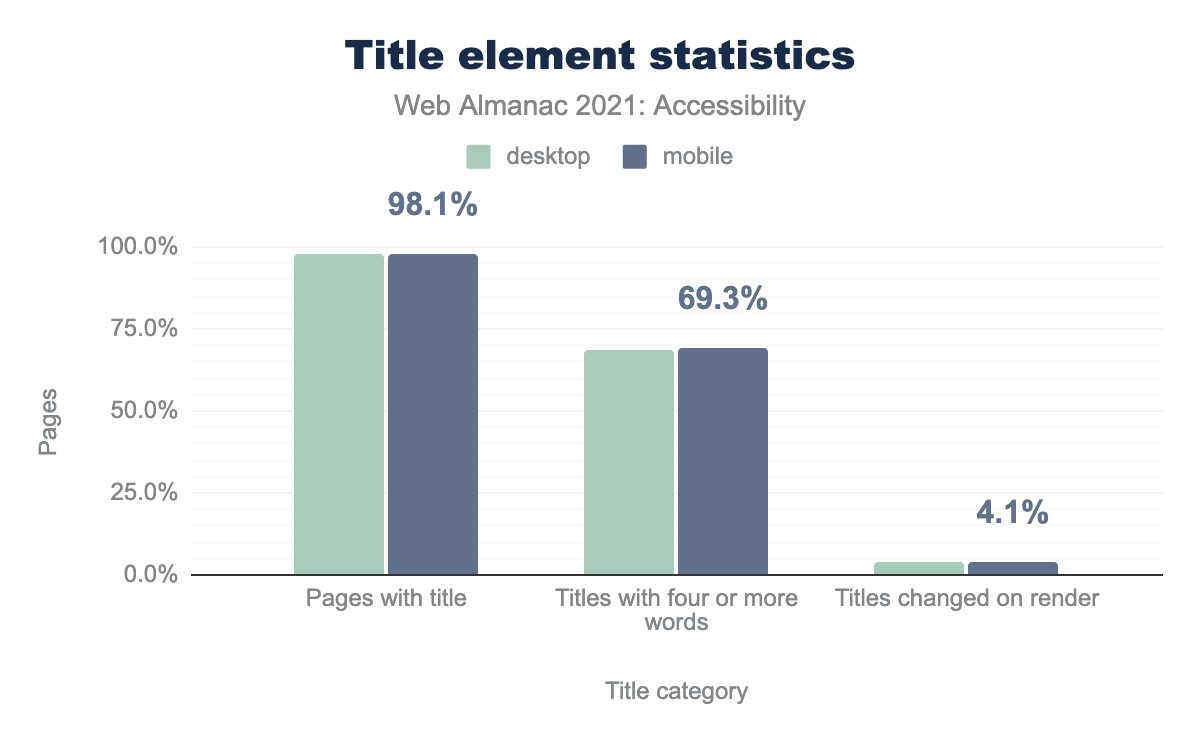 Title element statistics
Web Almanac 2021: Accessibility
desktop mobile
98.1%
100.0%
69.3%
75.0%
50.0%
Pages
25.0%
4.1%
0.0%
Pages with title
Titles with four or more
words
Titles changed on render
Title category